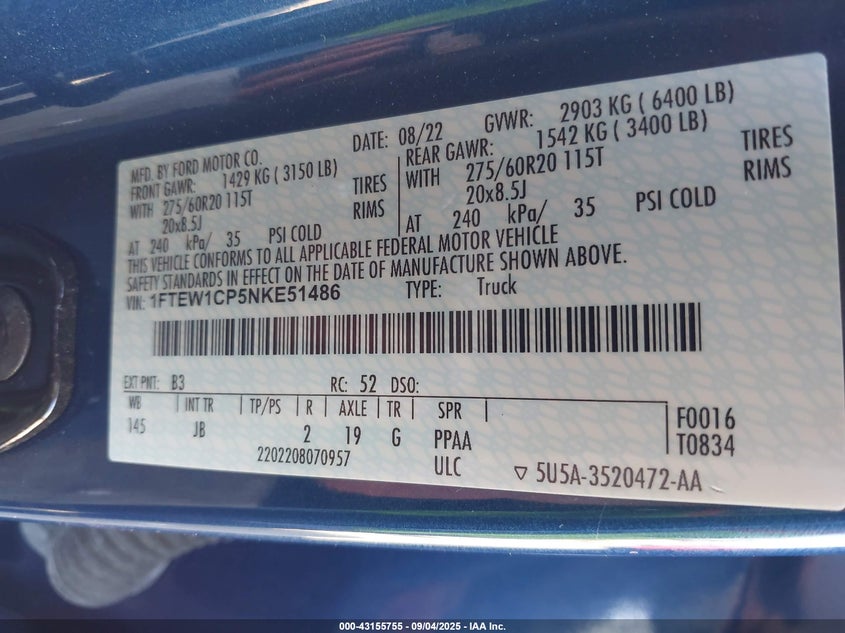 MFD. BY FORD MOTOR CO. DATE: 08/22 GVWR: 2903 KG ( 6400 LB)
FRONT GAWR: 1429 KG ( 3150 LB) REAR GAWR: 1542 KG ( 3400 LB)
WITH 275/60R20 115T TIRES WITH 275/60R20 115T TIRES
20x8.5J RIMS 20x8.5J RIMS
AT 240 kPa/ 35 PSI COLD AT 240 kPa/ 35 PSI COLD
THIS VEHICLE CONFORMS TO ALL APPLICABLE FEDERAL MOTOR VEHICLE
SAFETY STANDARDS IN EFFECT ON THE DATE OF MANUFACTURE SHOWN ABOVE.
VIN: 1FTEW1CP5NKE51486 TYPE: Truck
EXT PNT: B3 RC: 52 DSO:
WB | INT TR | TP/PS | R | AXLE | TR | SPR | F0016
145 JB 2 19 G PPAA T0834
2202208070957 ULC ▽ 5U5A-3520472-AA
000-43155755 - 09/04/2025 - IAA Inc.